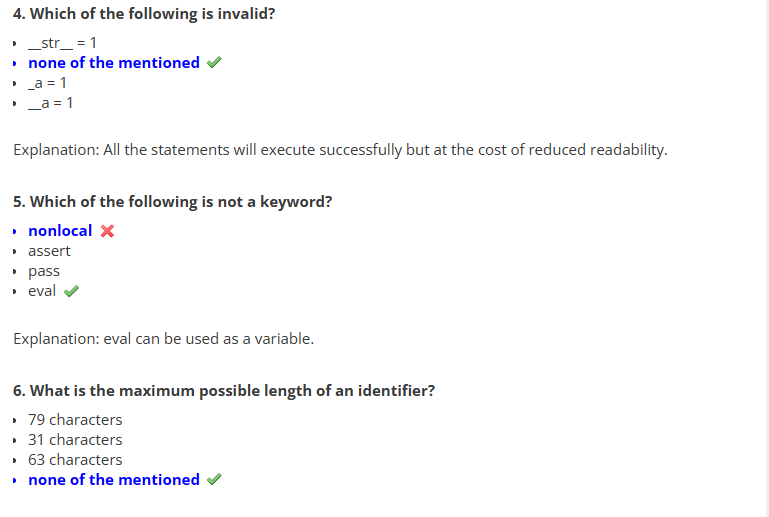 4. Which of the following is invalid?
__str__ = 1
none of the mentioned
_a = 1
__a = 1
Explanation: All the statements will execute successfully but at the cost of reduced readability.
5. Which of the following is not a keyword?
nonlocal
assert
pass
eval
Explanation: eval can be used as a variable.
6. What is the maximum possible length of an identifier?
79 characters
31 characters
63 characters
none of the mentioned